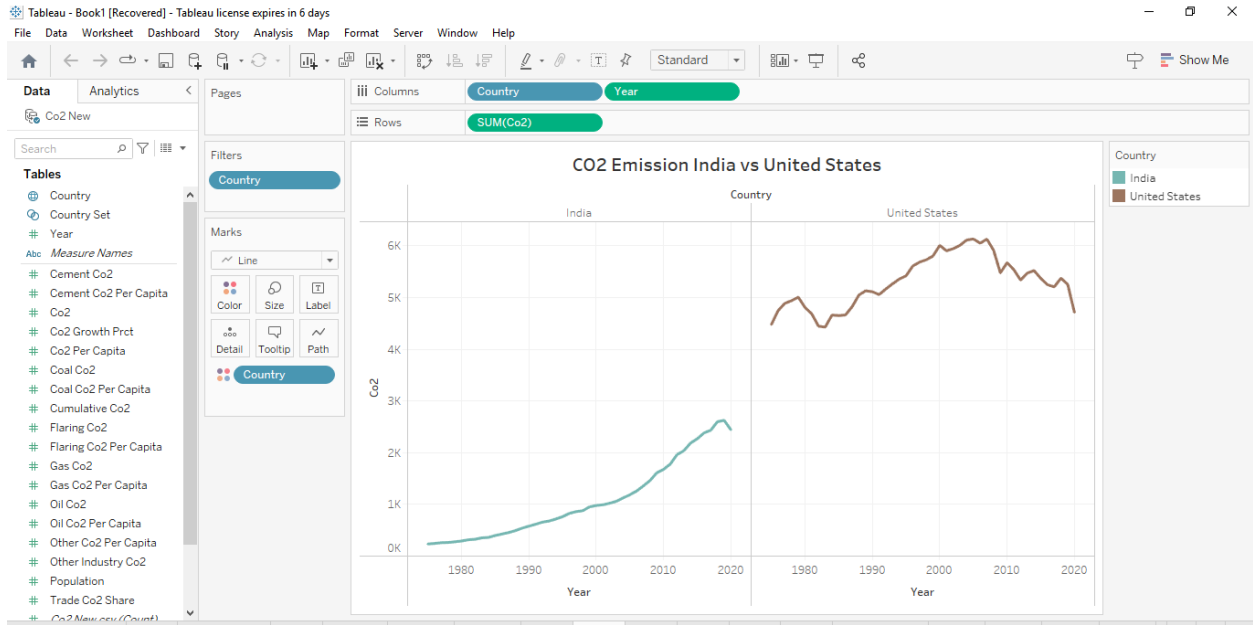 Tableau - Book1 [Recovered] - Tableau license expires in 6 days
File Data Worksheet Dashboard Story Analysis Map Format Server Window Help
Standard
Show Me
Data Analytics
Co2 New
Search
Tables
Country
Country Set
Year
Abc Measure Names
Cement Co2
Cement Co2 Per Capita
Co2
Co2 Growth Prct
Co2 Per Capita
Coal Co2
Coal Co2 Per Capita
Cumulative Co2
Flaring Co2
Flaring Co2 Per Capita
Gas Co2
Gas Co2 Per Capita
Oil Co2
Oil Co2 Per Capita
Other Co2 Per Capita
Other Industry Co2
Population
Trade Co2 Share
Co2 New.csv (Count)
Pages
Filters
Country
Marks
Line
Color Size Label
Detail Tooltip Path
Country
Columns Country Year
Rows SUM(Co2)
CO2 Emission India vs United States
Country
India United States
6K
5K
4K
3K
2K
1K
0K
Co2
1980 1990 2000 2010 2020 1980 1990 2000 2010 2020
Year Year
Country
India
United States